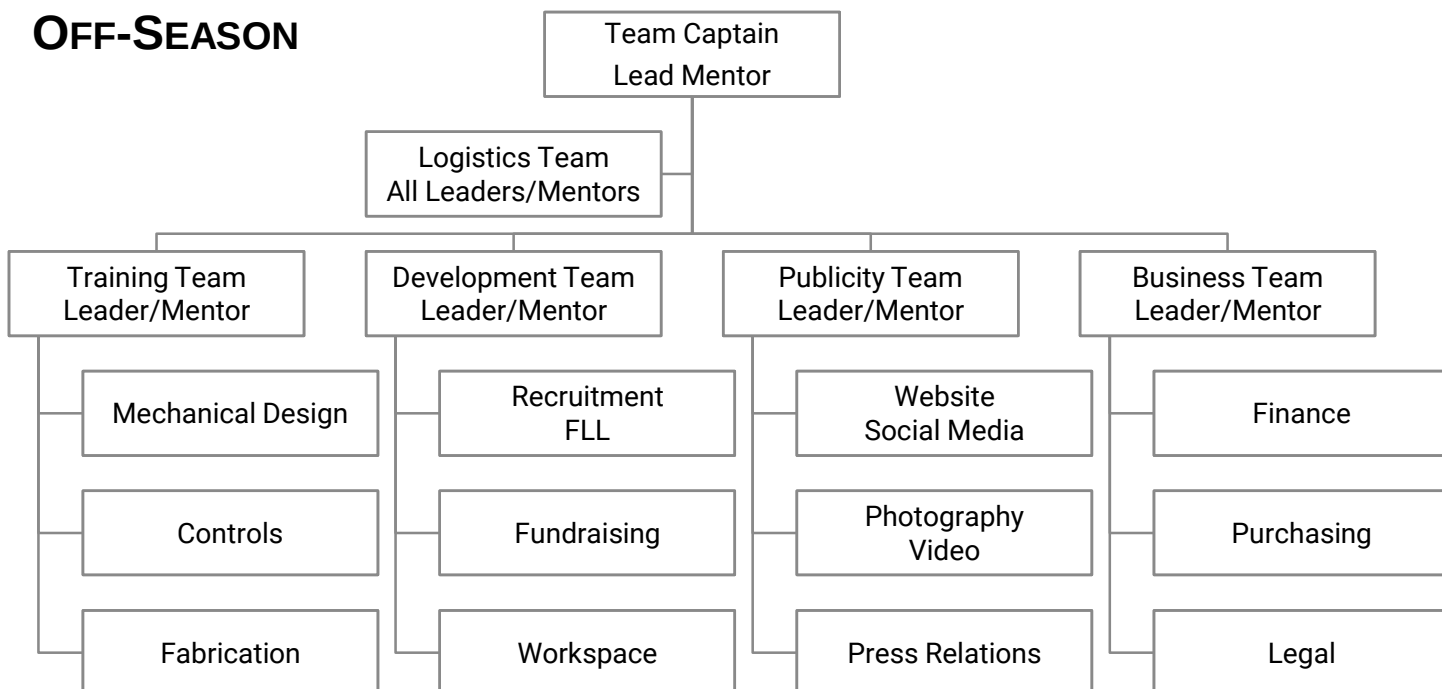 OFF-SEASON
Team Captain
Lead Mentor
Logistics Team
All Leaders/Mentors
Training Team
Leader/Mentor
Development Team
Leader/Mentor
Publicity Team
Leader/Mentor
Business Team
Leader/Mentor
Mechanical Design
Controls
Fabrication
Recruitment
FLL
Fundraising
Workspace
Website
Social Media
Photography
Video
Press Relations
Finance
Purchasing
Legal